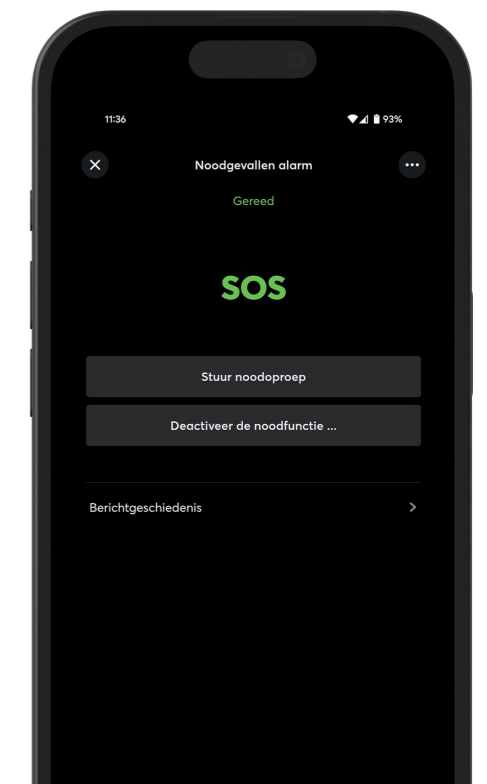 11:36
93%
Noodgevallen alarm
Gereed
SOS
Stuur noodoproep
Deactiveer de noodfunctie ...
Berichtgeschiedenis